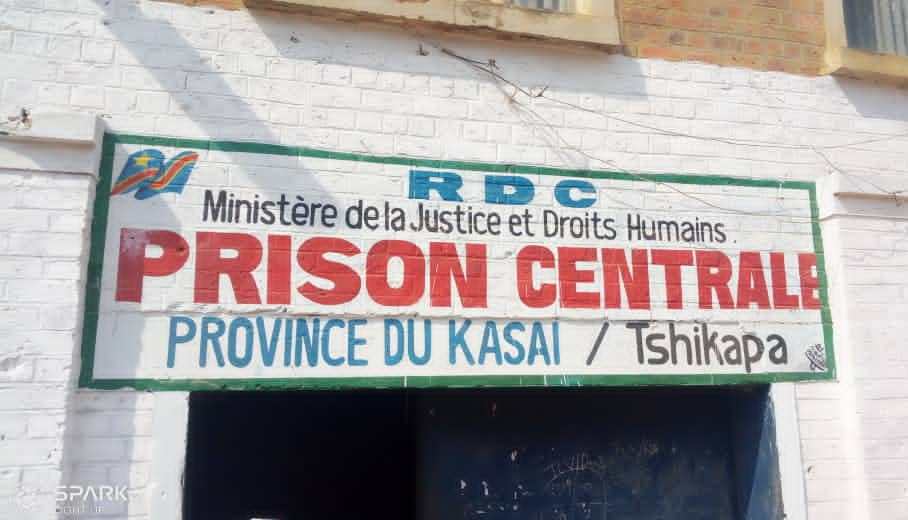 RDC
Ministère de la Justice et Droits Humains.
PRISON CENTRALE
PROVINCE DU KASAI / Tshikapa
SPARK